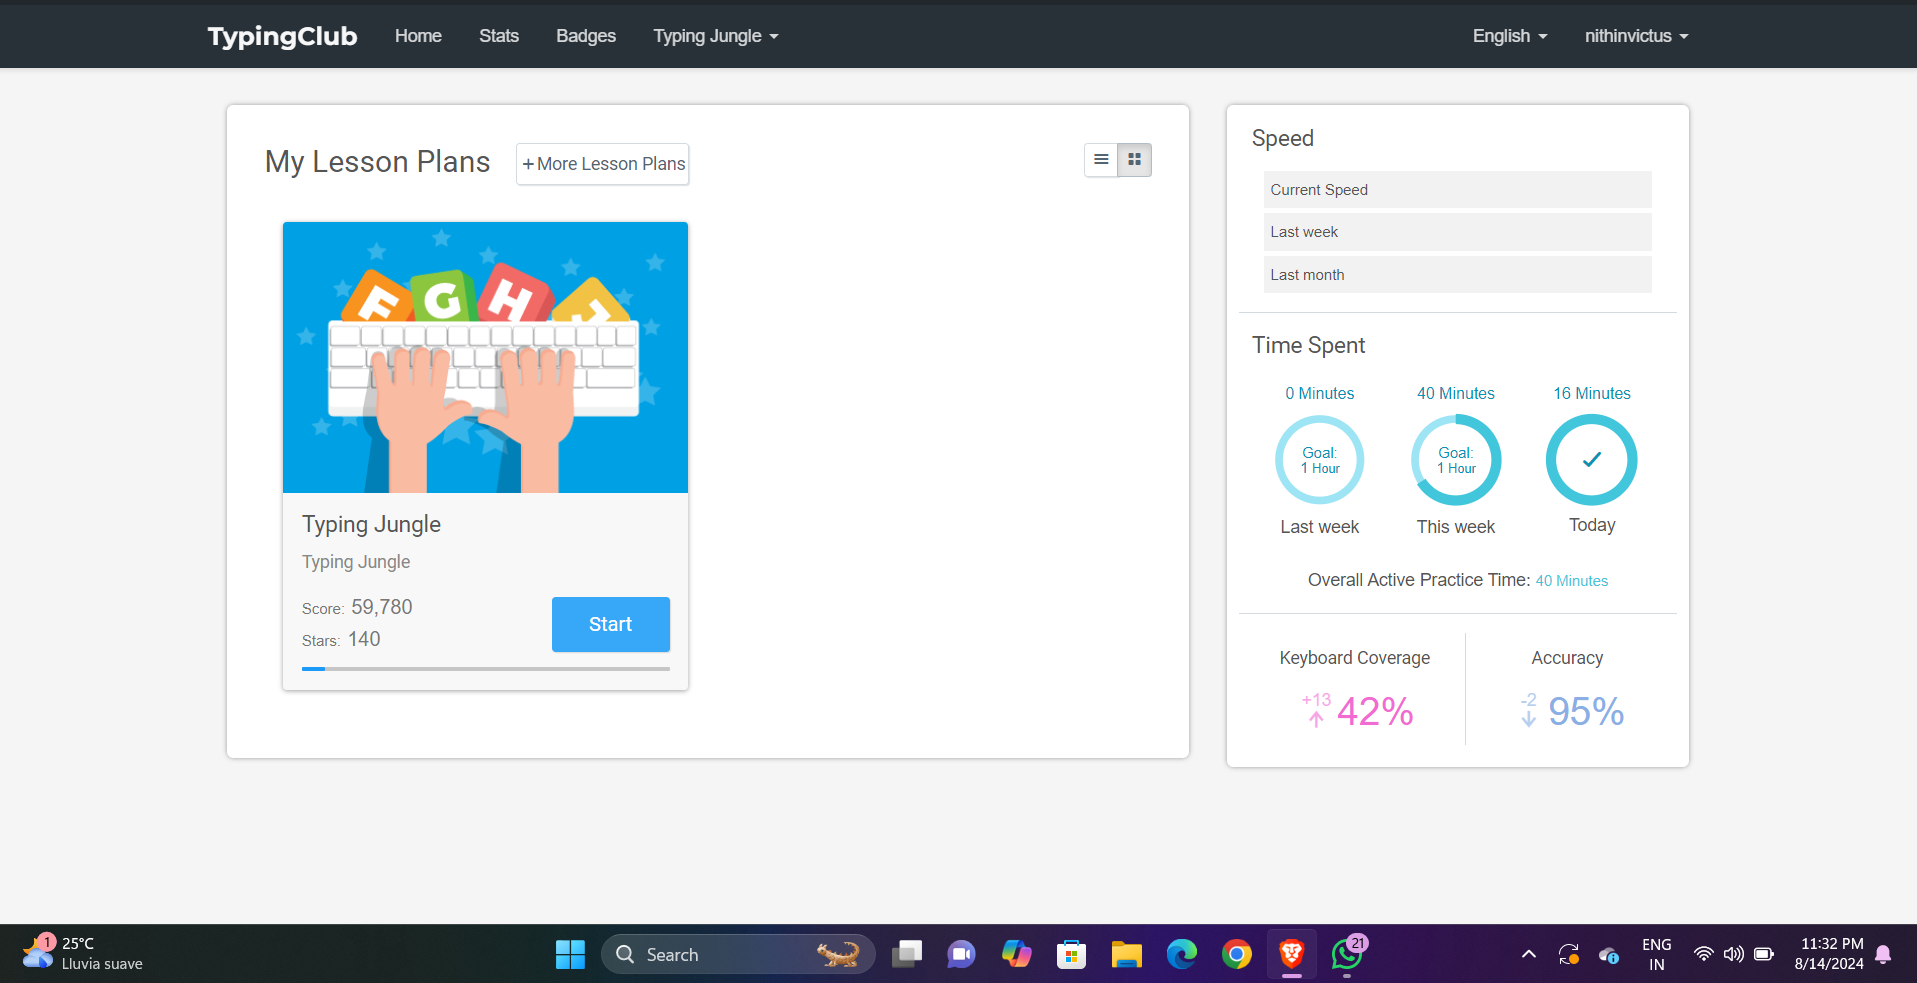 TypingClub Home Stats Badges Typing Jungle English nithinvictus
My Lesson Plans + More Lesson Plans
F G H J
Typing Jungle
Typing Jungle
Score: 59,780
Stars: 140
Start
Speed
Current Speed
Last week
Last month
Time Spent
0 Minutes 40 Minutes 16 Minutes
Goal: Goal:
1 Hour 1 Hour
Last week This week Today
Overall Active Practice Time: 40 Minutes
Keyboard Coverage Accuracy
+13 42% -2 95%
1 25°C
Lluvia suave
Search
21
ENG
IN
11:32 PM
8/14/2024